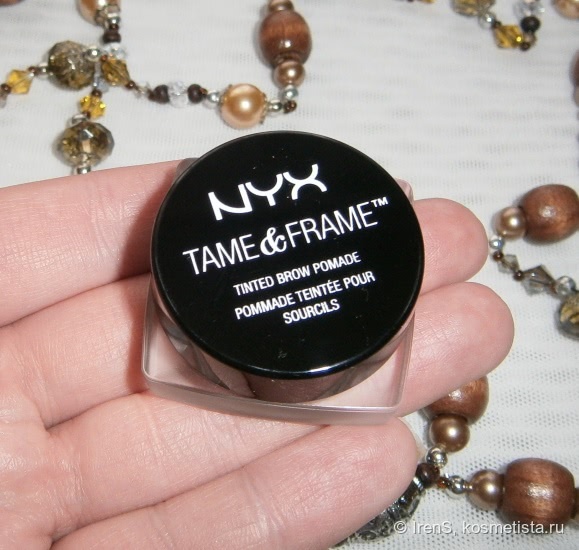 NYX
TAME&FRAME™
TINTED BROW POMADE
POMMADE TEINTÉE POUR
SOURCILS
© IrenS, kosmetista.ru